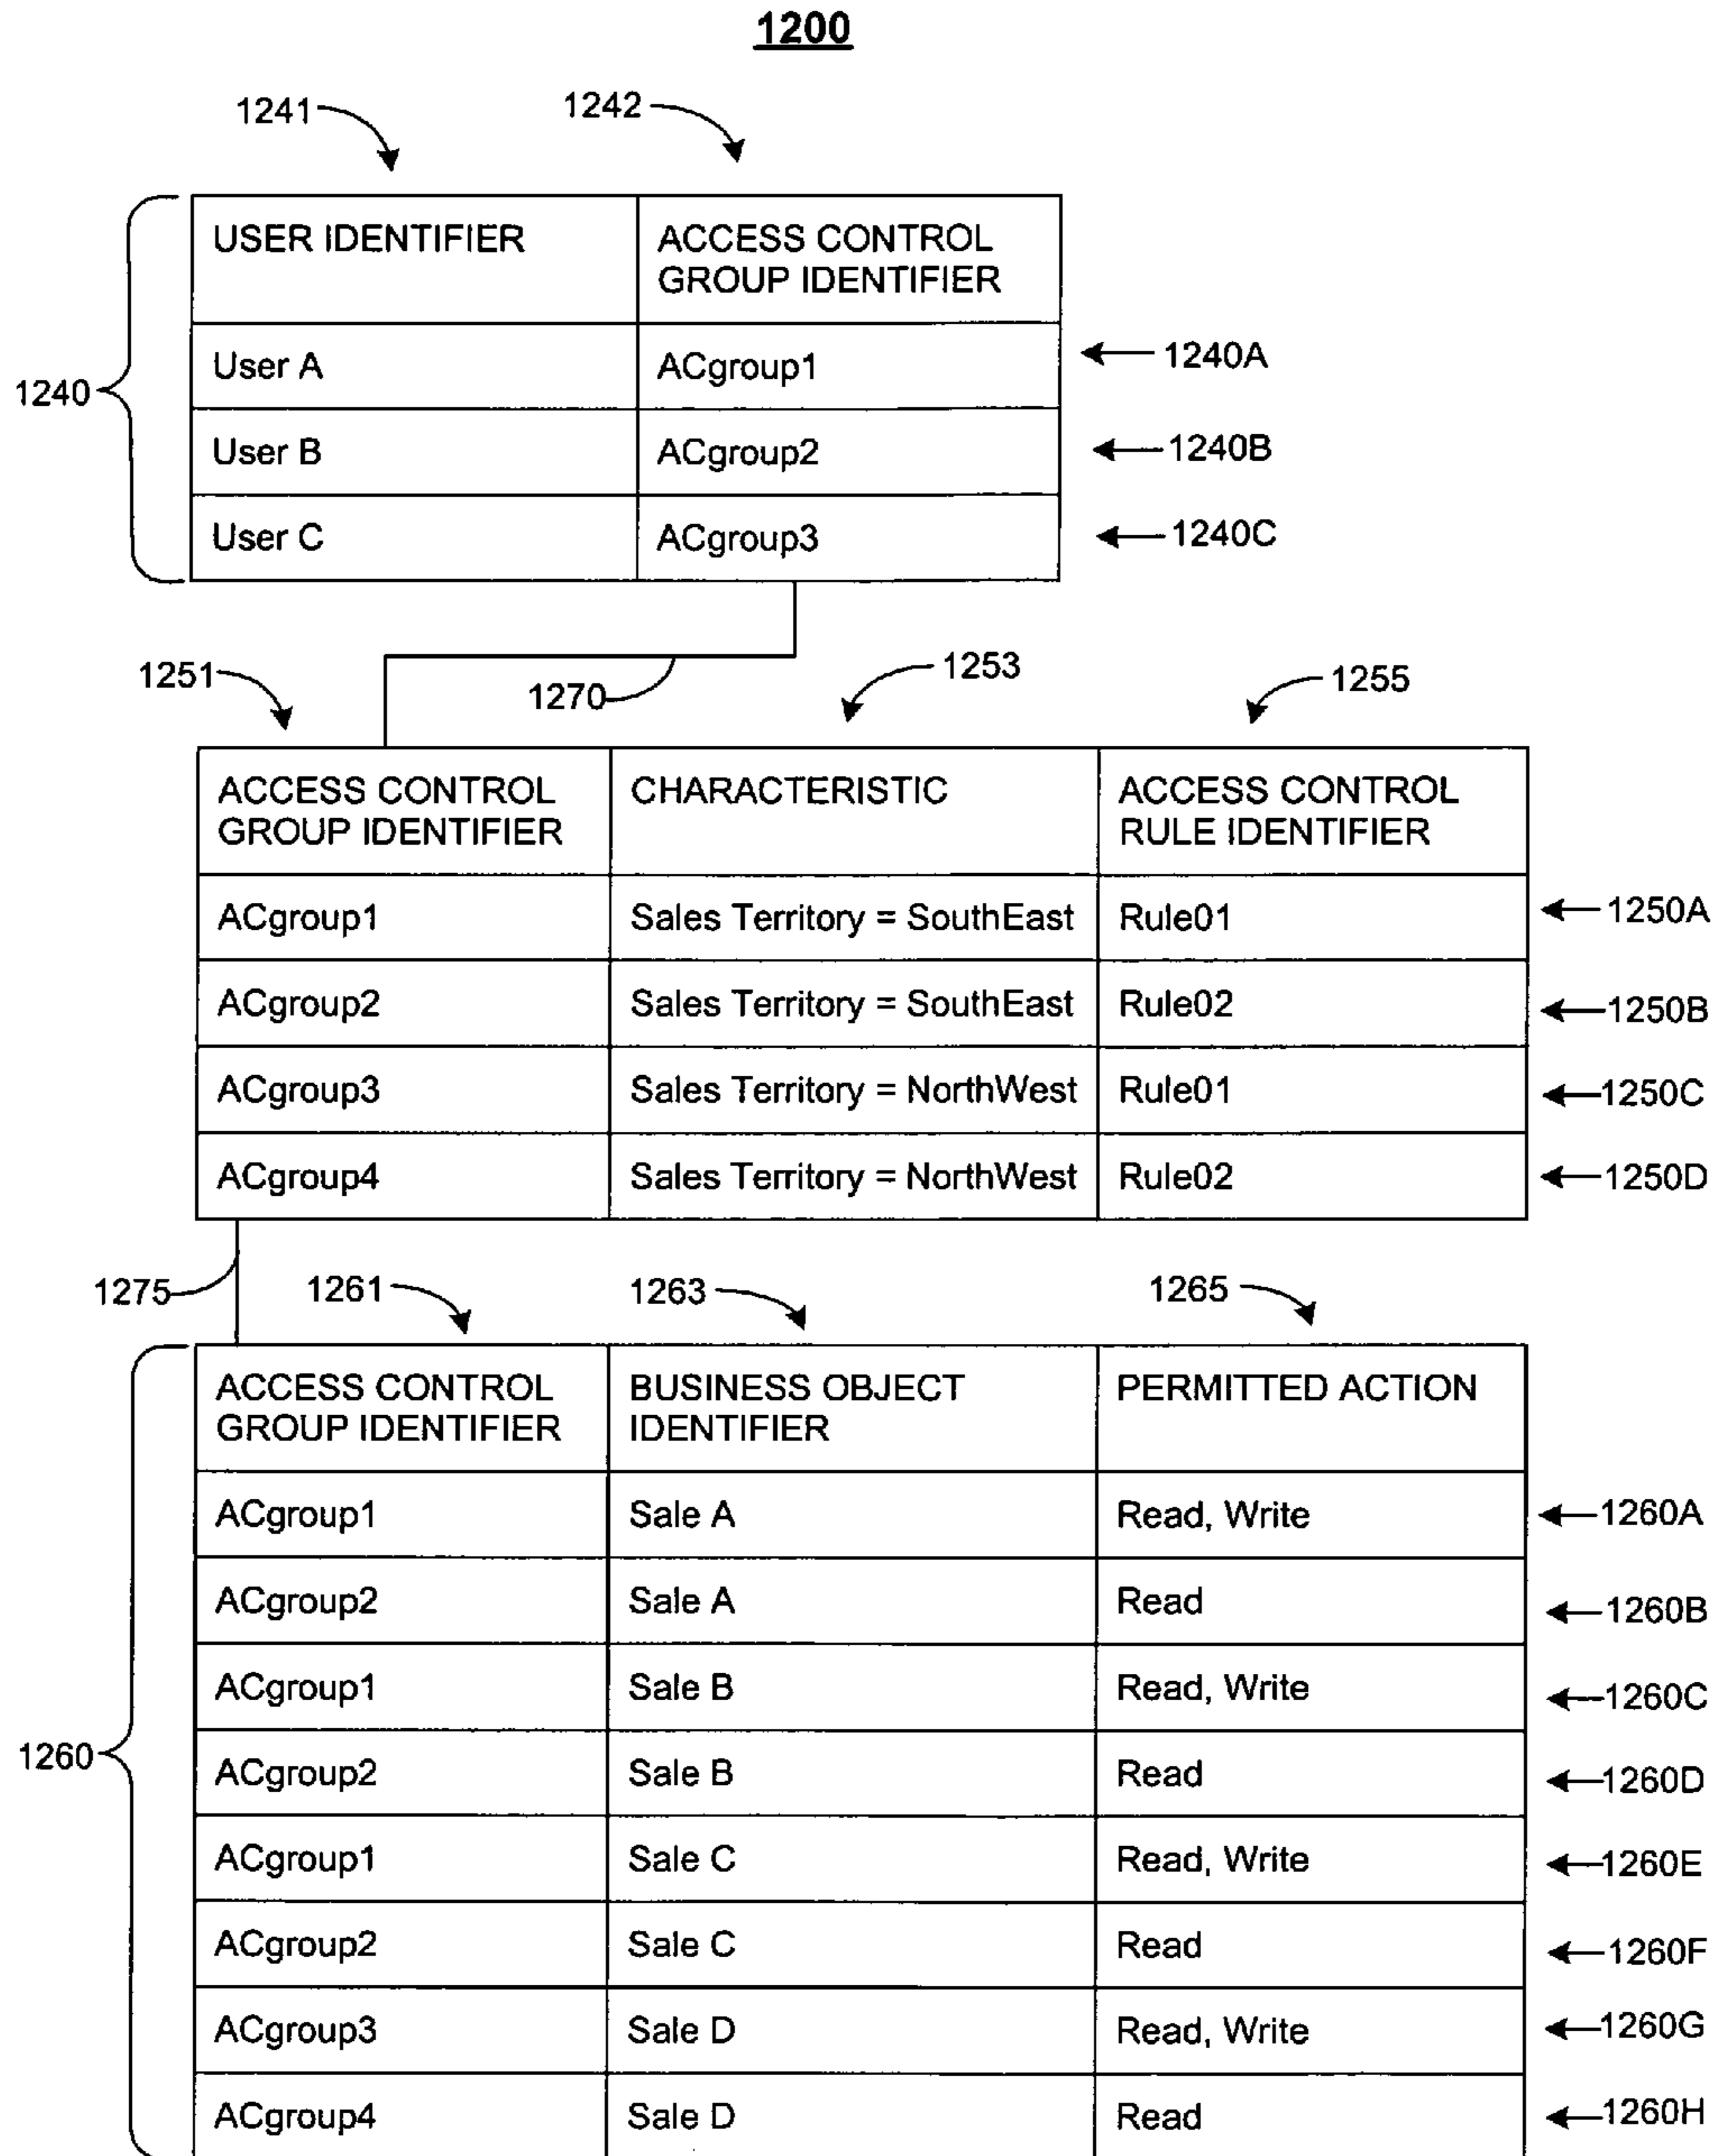 1200
1241
1242
USER IDENTIFIER
ACCESS CONTROL
GROUP IDENTIFIER
User A
ACgroup1
1240A
1240
User B
ACgroup2
1240B
User C
ACgroup3
1240C
1251
1270
1253
1255
ACCESS CONTROL
GROUP IDENTIFIER
CHARACTERISTIC
ACCESS CONTROL
RULE IDENTIFIER
ACgroup1
Sales Territory = SouthEast
Rule01
1250A
ACgroup2
Sales Territory = SouthEast
Rule02
1250B
ACgroup3
Sales Territory = NorthWest
Rule01
1250C
ACgroup4
Sales Territory = NorthWest
Rule02
1250D
1275
1261
1263
1265
ACCESS CONTROL
GROUP IDENTIFIER
BUSINESS OBJECT
IDENTIFIER
PERMITTED ACTION
ACgroup1
Sale A
Read, Write
1260A
ACgroup2
Sale A
Read
1260B
ACgroup1
Sale B
Read, Write
1260C
1260
ACgroup2
Sale B
Read
1260D
ACgroup1
Sale C
Read, Write
1260E
ACgroup2
Sale C
Read
1260F
ACgroup3
Sale D
Read, Write
1260G
ACgroup4
Sale D
Read
1260H